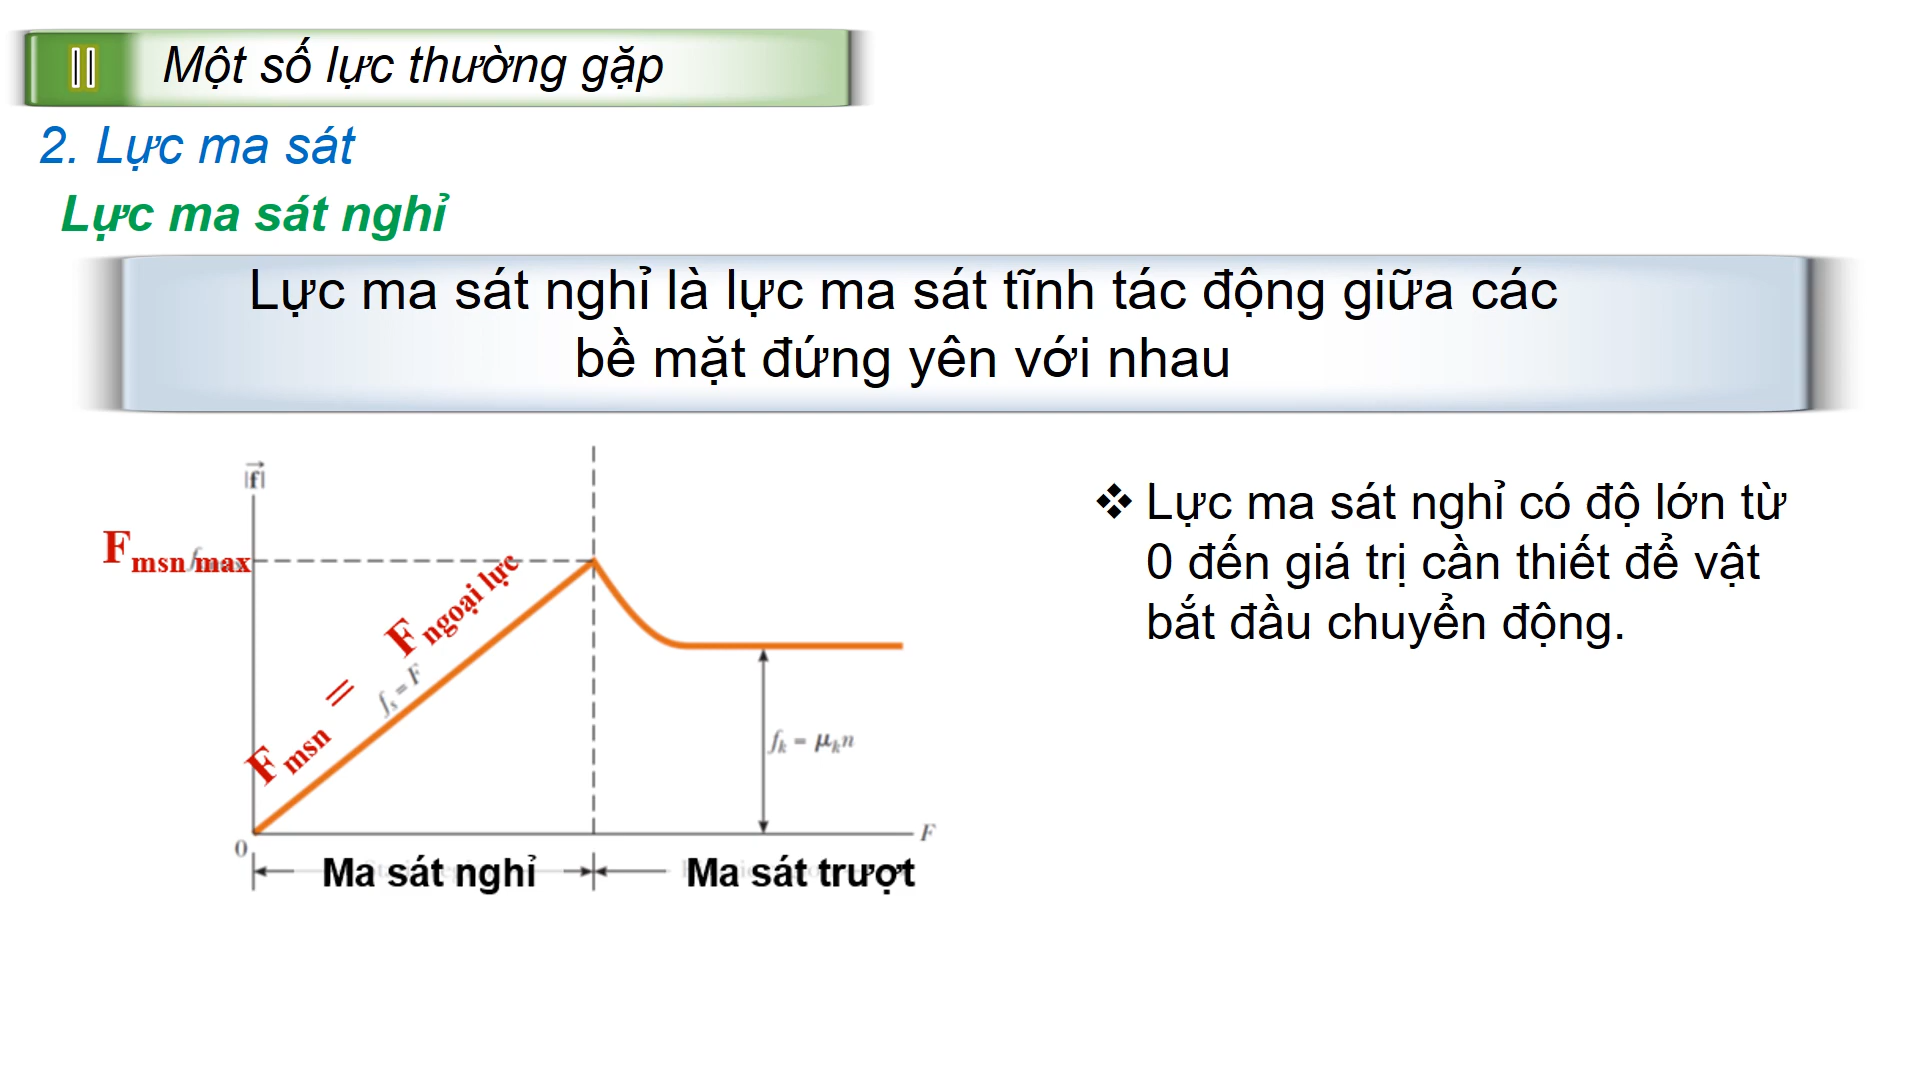 II Một số lực thường gặp
2. Lực ma sát
Lực ma sát nghỉ
Lực ma sát nghỉ là lực ma sát tĩnh tác động giữa các
bề mặt đứng yên với nhau
|f|
F msn max
F msn = F ngoại lực
fs = F
fk = μkn
0
F
Ma sát nghỉ
Ma sát trượt
❖ Lực ma sát nghỉ có độ lớn từ
0 đến giá trị cần thiết để vật
bắt đầu chuyển động.